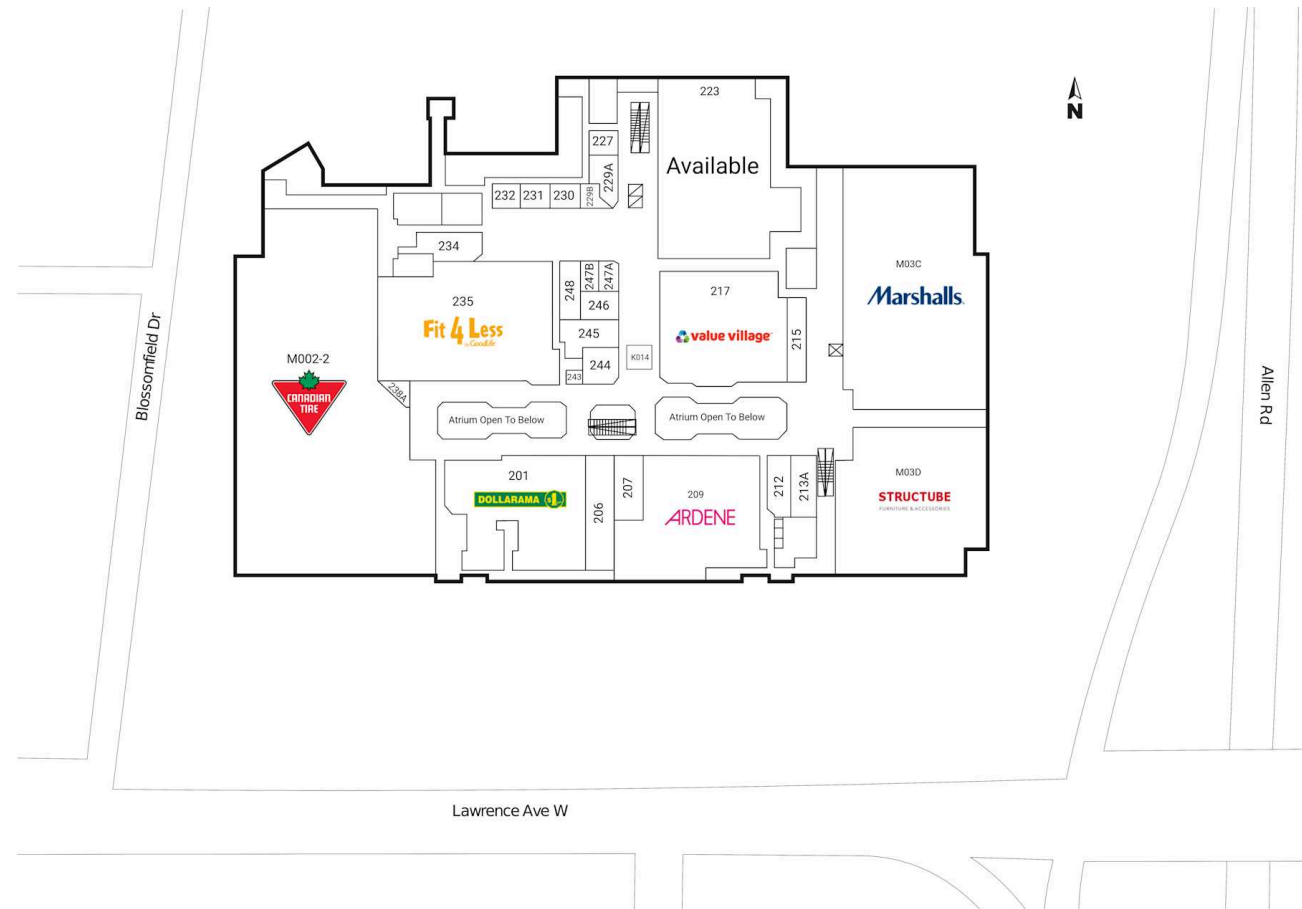 223
Available
N
227
229A
232
231
230
229B
234
M03C
Marshalls
248
247B
247A
246
245
244
243
K014
235
Fit 4 Less
by GoodLife
217
value village
215
M002-2
CANADIAN
TIRE
238A
Blossomfield Dr
Allen Rd
Atrium Open To Below
Atrium Open To Below
201
DOLLARAMA $1
206
207
209
ARDENE
212
213A
M03D
STRUCTUBE
FURNITURE & ACCESSORIES
Lawrence Ave W